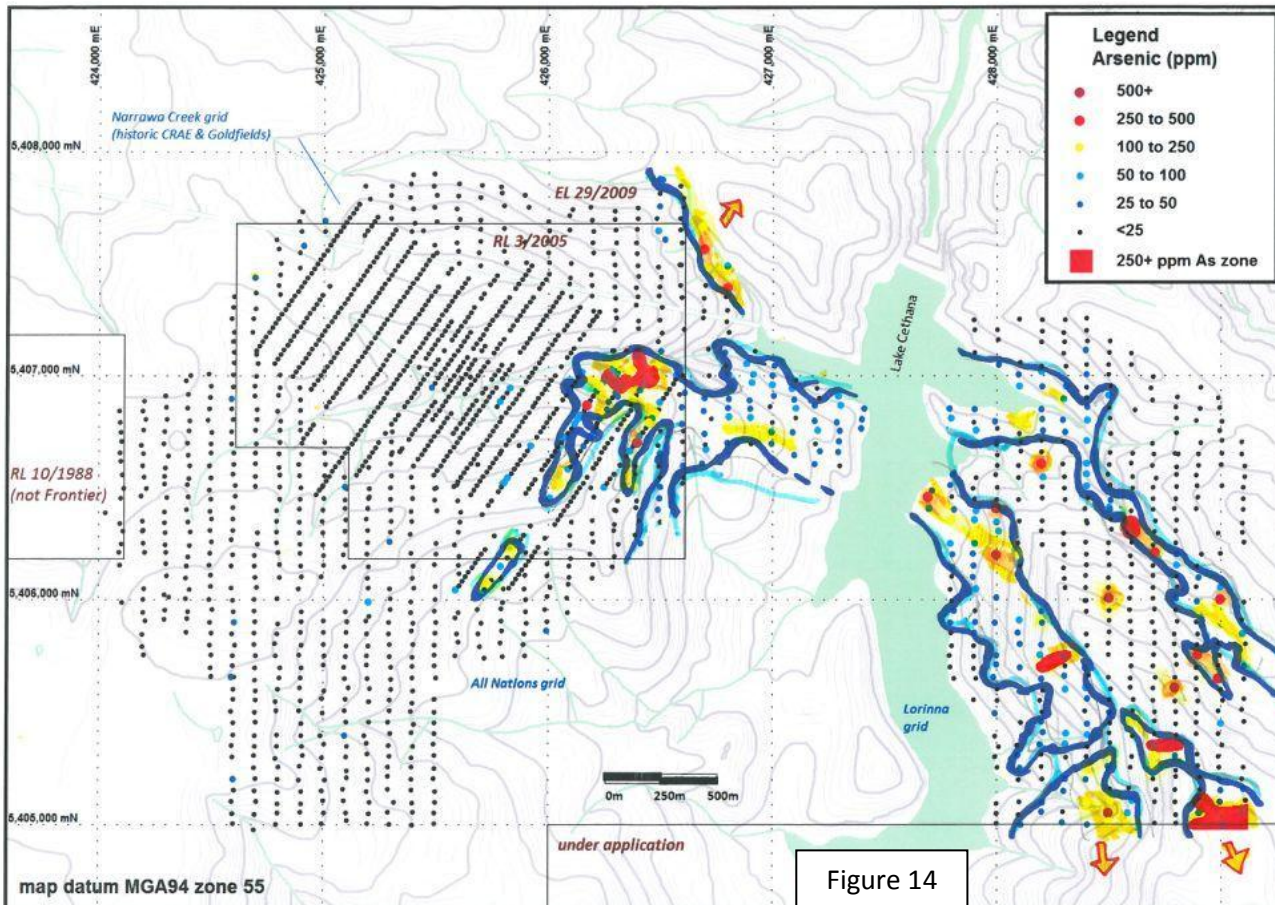 424,000 mE
425,000 mE
426,000 mE
427,000 mE
428,000 mE
Legend
Arsenic (ppm)
500+
250 to 500
100 to 250
50 to 100
25 to 50
<25
250+ ppm As zone
Narrawa Creek grid
(historic CRAE & Goldfields)
5,408,000 mN
EL 29/2009
RL 3/2005
Lake Cethana
5,407,000 mN
RL 10/1988
(not Frontier)
5,406,000 mN
All Nations grid
Lorinna
grid
0m 250m 500m
5,405,000 mN
under application
map datum MGA94 zone 55
Figure 14